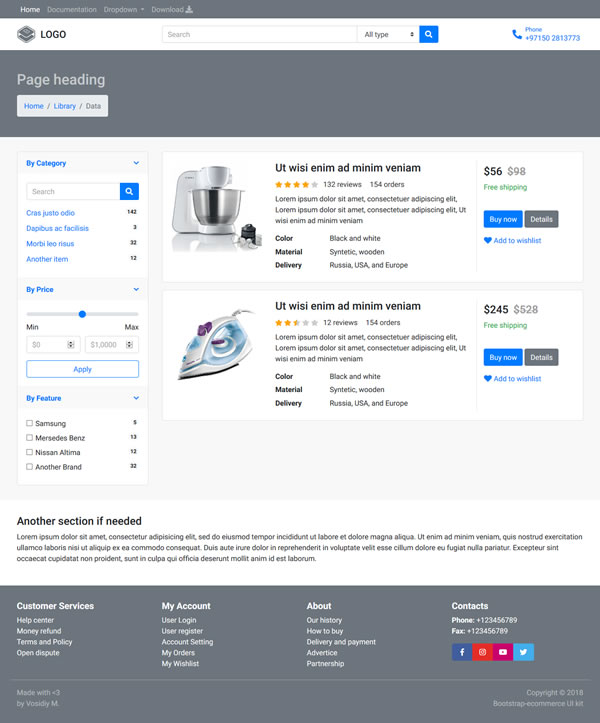 Home Documentation Dropdown Download
LOGO
Search All type
Phone
+97150 2813773
Page heading
Home / Library / Data
By Category
Search
Cras justo odio 142
Dapibus ac facilisis 3
Morbi leo risus 32
Another item 12
By Price
Min Max
$0 $1,0000
Apply
By Feature
Samsung 5
Mersedes Benz 13
Nissan Altima 12
Another Brand 32
Ut wisi enim ad minim veniam
132 reviews 154 orders
Lorem ipsum dolor sit amet, consectetuer adipiscing elit,
Lorem ipsum dolor sit amet, consectetuer adipiscing elit, Ut
wisi enim ad minim veniam
Color Black and white
Material Syntetic, wooden
Delivery Russia, USA, and Europe
$56 $98
Free shipping
Buy now Details
Add to wishlist
Ut wisi enim ad minim veniam
12 reviews 154 orders
Lorem ipsum dolor sit amet, consectetuer adipiscing elit,
Lorem ipsum dolor sit amet, consectetuer adipiscing elit, Ut
wisi enim ad minim veniam
Color Black and white
Material Syntetic, wooden
Delivery Russia, USA, and Europe
$245 $528
Free shipping
Buy now Details
Add to wishlist
Another section if needed
Lorem ipsum dolor sit amet, consectetur adipisicing elit, sed do eiusmod tempor incididunt ut labore et dolore magna aliqua. Ut enim ad minim veniam, quis nostrud exercitation
ullamco laboris nisi ut aliquip ex ea commodo consequat. Duis aute irure dolor in reprehenderit in voluptate velit esse cillum dolore eu fugiat nulla pariatur. Excepteur sint
occaecat cupidatat non proident, sunt in culpa qui officia deserunt mollit anim id est laborum.
Customer Services
Help center
Money refund
Terms and Policy
Open dispute
My Account
User Login
User register
Account Setting
My Orders
My Wishlist
About
Our history
How to buy
Delivery and payment
Advertice
Partnership
Contacts
Phone: +123456789
Fax: +123456789
Made with <3
by Vosidiy M.
Copyright © 2018
Bootstrap-ecommerce UI kit